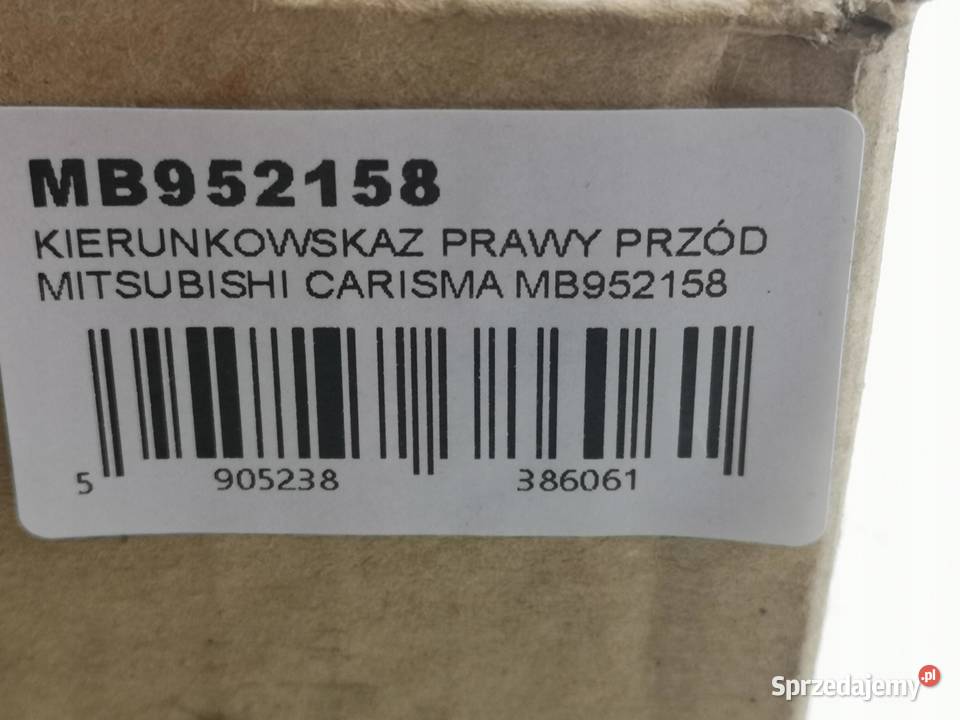 MB952158
KIERUNKOWSKAZ PRAWY PRZÓD
MITSUBISHI CARISMA MB952158
5 905238 386061
Sprzedajemy.pl